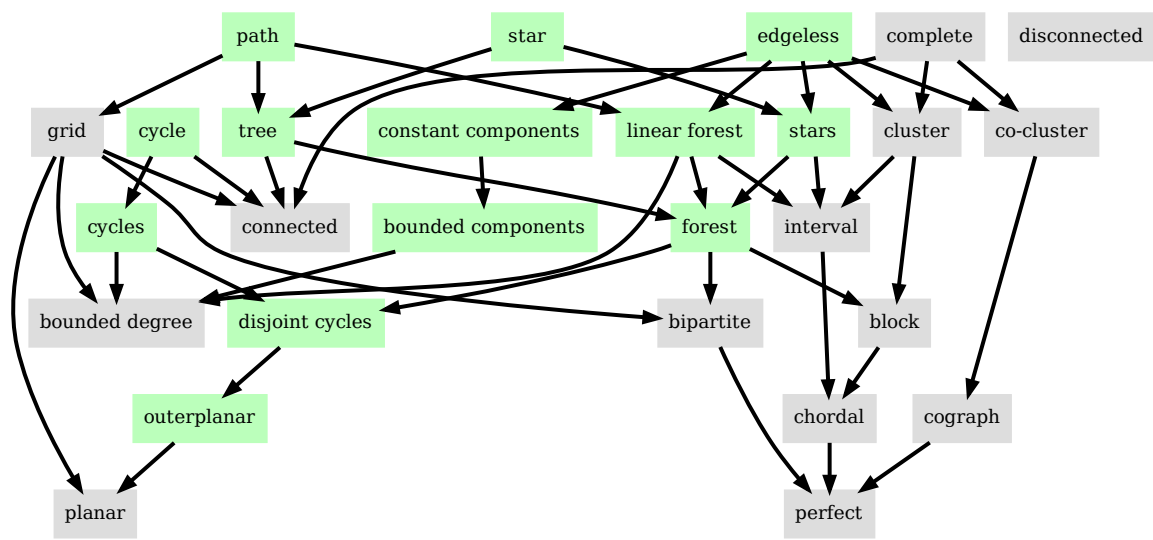 path
star
edgeless
complete
disconnected
grid
cycle
tree
constant components
linear forest
stars
cluster
co-cluster
cycles
connected
bounded components
forest
interval
bounded degree
disjoint cycles
bipartite
block
outerplanar
chordal
cograph
planar
perfect